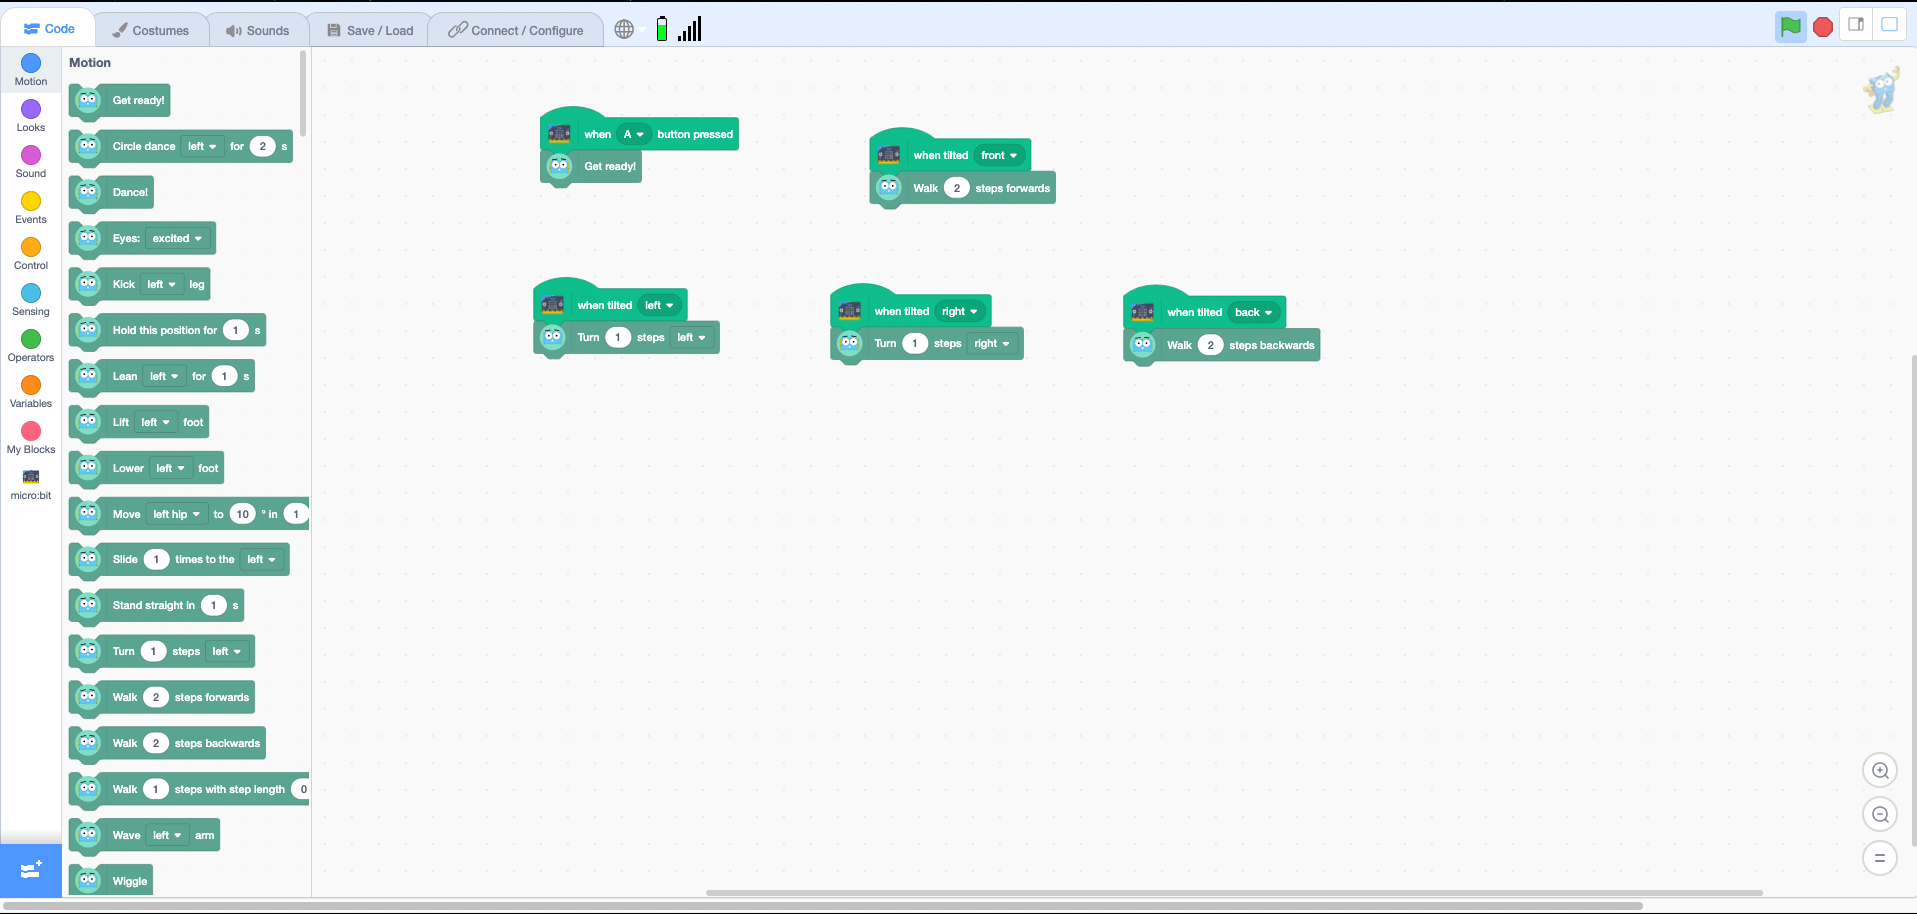 Code
Costumes
Sounds
Save / Load
Connect / Configure
Motion
Looks
Sound
Events
Control
Sensing
Operators
Variables
My Blocks
micro:bit
Motion
Get ready!
Circle dance left for 2 s
Dance!
Eyes: excited
Kick left leg
Hold this position for 1 s
Lean left for 1 s
Lift left foot
Lower left foot
Move left hip to 10 ° in 1
Slide 1 times to the left
Stand straight in 1 s
Turn 1 steps left
Walk 2 steps forwards
Walk 2 steps backwards
Walk 1 steps with step length 0
Wave left arm
Wiggle
when A button pressed
Get ready!
when tilted front
Walk 2 steps forwards
when tilted left
Turn 1 steps left
when tilted right
Turn 1 steps right
when tilted back
Walk 2 steps backwards